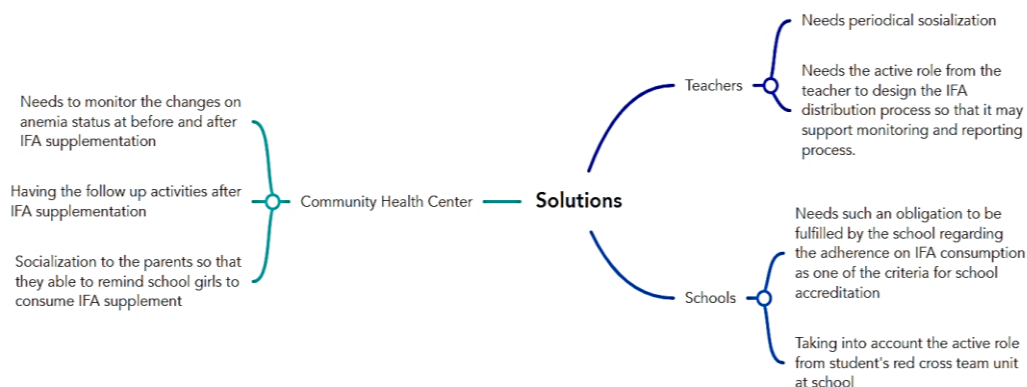 Needs to monitor the changes on
anemia status at before and after
IFA supplementation
Having the follow up activities after
IFA supplementation
Socialization to the parents so that
they able to remind school girls to
consume IFA supplement
Community Health Center
Solutions
Teachers
Needs periodical sosialization
Needs the active role from the
teacher to design the IFA
distribution process so that it may
support monitoring and reporting
process.
Schools
Needs such an obligation to be
fulfilled by the school regarding
the adherence on IFA consumption
as one of the criteria for school
accreditation
Taking into account the active role
from student's red cross team unit
at school